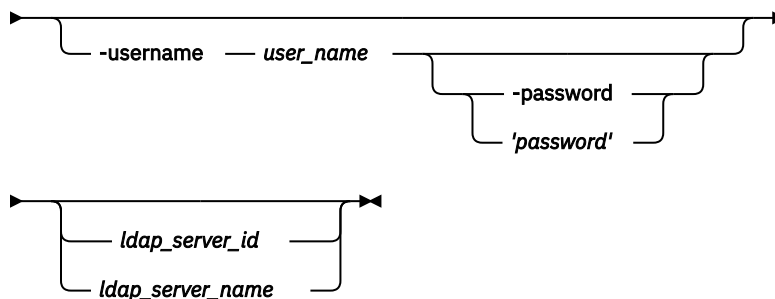 -username user_name
-password
'password'
ldap_server_id
ldap_server_name